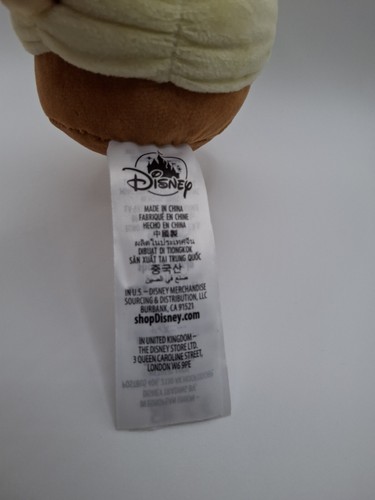 Disney
MADE IN CHINA
FABRIQUÉ EN CHINE
HECHO EN CHINA
中國製
ผลิตในประเทศจีน
DIBUAT DI TIONGKOK
SẢN XUẤT TẠI TRUNG QUỐC
중국산
صنع في الصين
IN U.S. – DISNEY MERCHANDISE
SOURCING & DISTRIBUTION, LLC
BURBANK, CA 91521
shopDisney.com
IN UNITED KINGDOM –
THE DISNEY STORE LTD.
3 QUEEN CAROLINE STREET,
LONDON W6 9PE